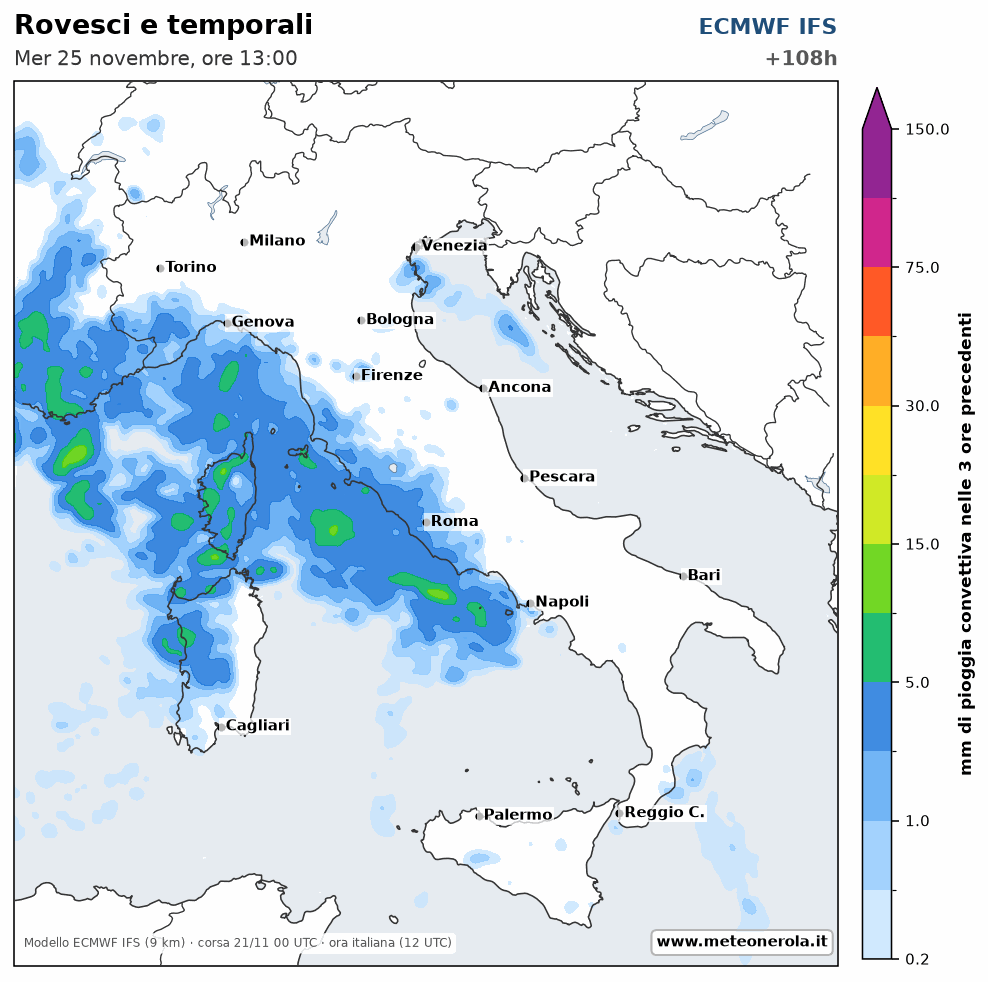 Rovesci e temporali
ECMWF IFS
Mer 25 novembre, ore 13:00
+108h
150.0
75.0
30.0
15.0
5.0
1.0
0.2
mm di pioggia convettiva nelle 3 ore precedenti
Milano
Venezia
Torino
Genova
Bologna
Firenze
Ancona
Pescara
Roma
Bari
Napoli
Cagliari
Palermo
Reggio C.
Modello ECMWF IFS (9 km) · corsa 21/11 00 UTC · ora italiana (12 UTC)
www.meteonerola.it